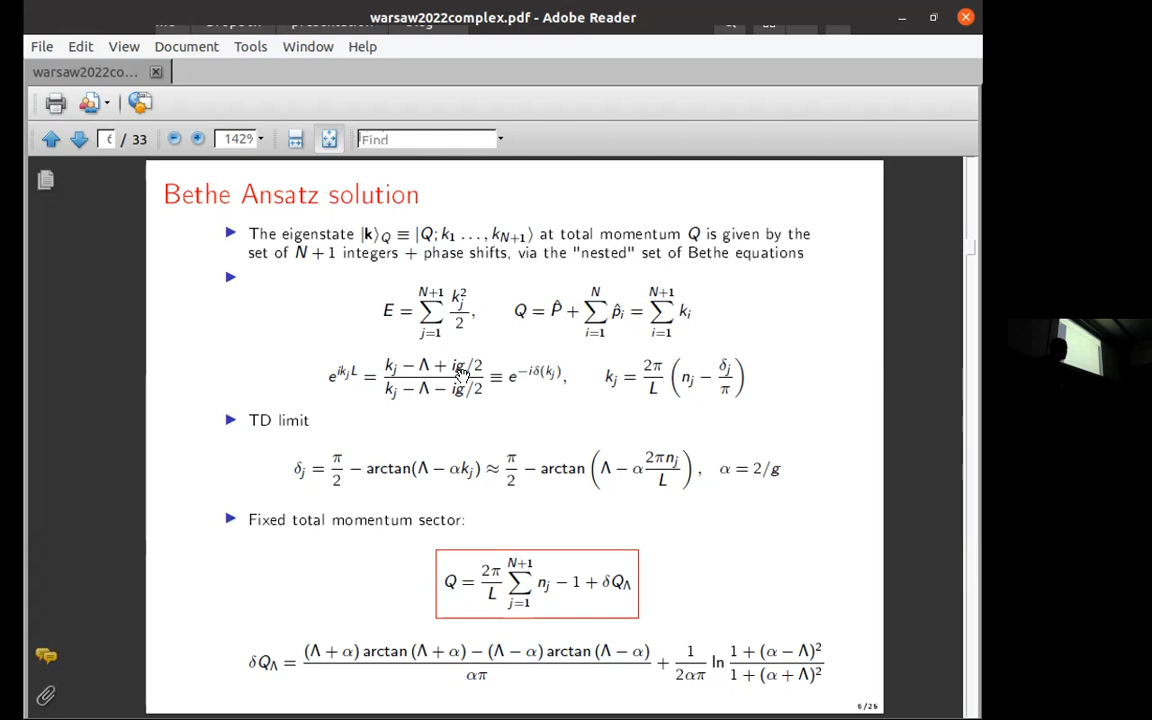 warsaw2022complex.pdf - Adobe Reader
File Edit View Document Tools Window Help
warsaw2022co...
6 / 33 142% Find
Bethe Ansatz solution
The eigenstate |k⟩_Q ≡ |Q; k_1 ..., k_{N+1}⟩ at total momentum Q is given by the
set of N + 1 integers + phase shifts, via the "nested" set of Bethe equations
E = ∑_{j=1}^{N+1} k_j^2/2, Q = P̂ + ∑_{i=1}^{N} p̂_i = ∑_{i=1}^{N+1} k_i
e^{ik_jL} = (k_j − Λ + ig/2)/(k_j − Λ − ig/2) ≡ e^{−iδ(k_j)}, k_j = 2π/L (n_j − δ_j/π)
TD limit
δ_j = π/2 − arctan(Λ − αk_j) ≈ π/2 − arctan (Λ − α 2πn_j/L), α = 2/g
Fixed total momentum sector:
Q = 2π/L ∑_{j=1}^{N+1} n_j − 1 + δQ_Λ
δQ_Λ = ((Λ + α) arctan (Λ + α) − (Λ − α) arctan (Λ − α))/απ + 1/2απ ln (1 + (α − Λ)^2)/(1 + (α + Λ)^2)